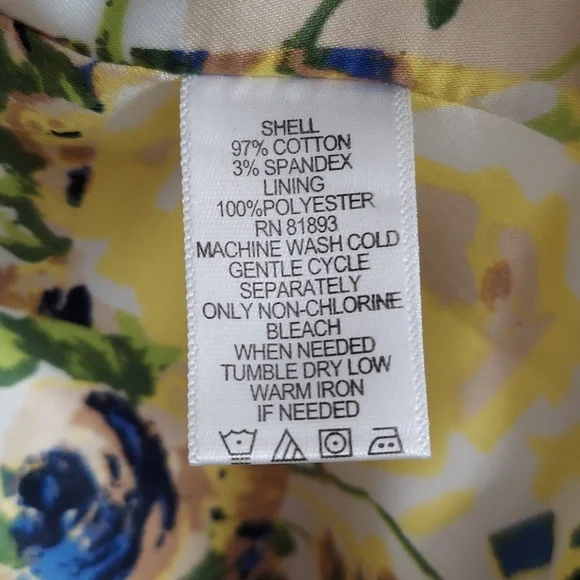 SHELL
97% COTTON
3% SPANDEX
LINING
100%POLYESTER
RN 81893
MACHINE WASH COLD
GENTLE CYCLE
SEPARATELY
ONLY NON-CHLORINE
BLEACH
WHEN NEEDED
TUMBLE DRY LOW
WARM IRON
IF NEEDED